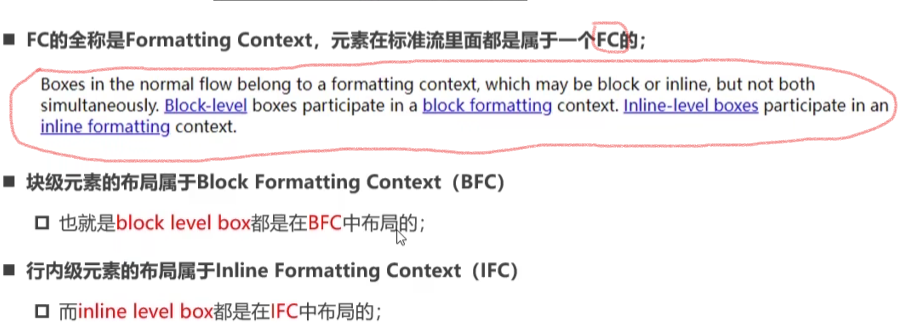 FC的全称是Formatting Context，元素在标准流里面都是属于一个FC的；
Boxes in the normal flow belong to a formatting context, which may be block or inline, but not both
simultaneously. Block-level boxes participate in a block formatting context. Inline-level boxes participate in an
inline formatting context.
块级元素的布局属于Block Formatting Context（BFC）
也就是block level box都是在BFC中布局的；
行内级元素的布局属于Inline Formatting Context（IFC）
而inline level box都是在IFC中布局的；